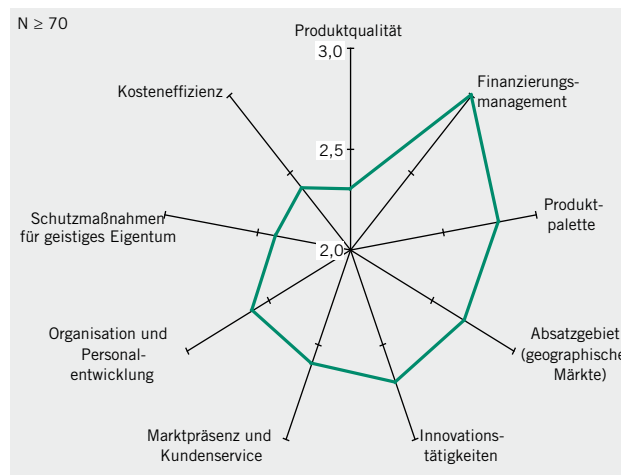 N ≥ 70
Produktqualität
3,0
2,5
2,0
Finanzierungs-
management
Produkt-
palette
Absatzgebiet
(geographische
Märkte)
Innovations-
tätigkeiten
Marktpräsenz und
Kundenservice
Organisation und
Personal-
entwicklung
Schutzmaßnahmen
für geistiges Eigentum
Kosteneffizienz